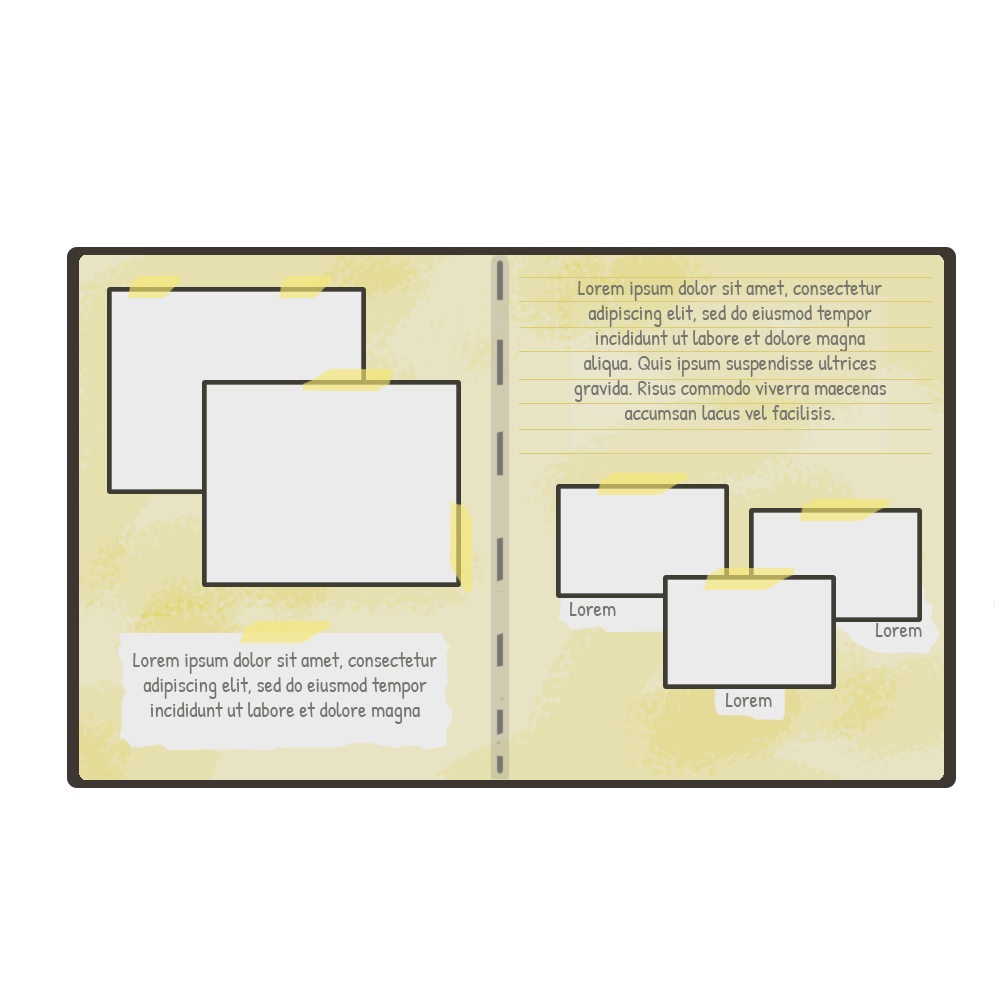 Lorem ipsum dolor sit amet, consectetur
adipiscing elit, sed do eiusmod tempor
incididunt ut labore et dolore magna
Lorem ipsum dolor sit amet, consectetur
adipiscing elit, sed do eiusmod tempor
incididunt ut labore et dolore magna
aliqua. Quis ipsum suspendisse ultrices
gravida. Risus commodo viverra maecenas
accumsan lacus vel facilisis.
Lorem
Lorem
Lorem